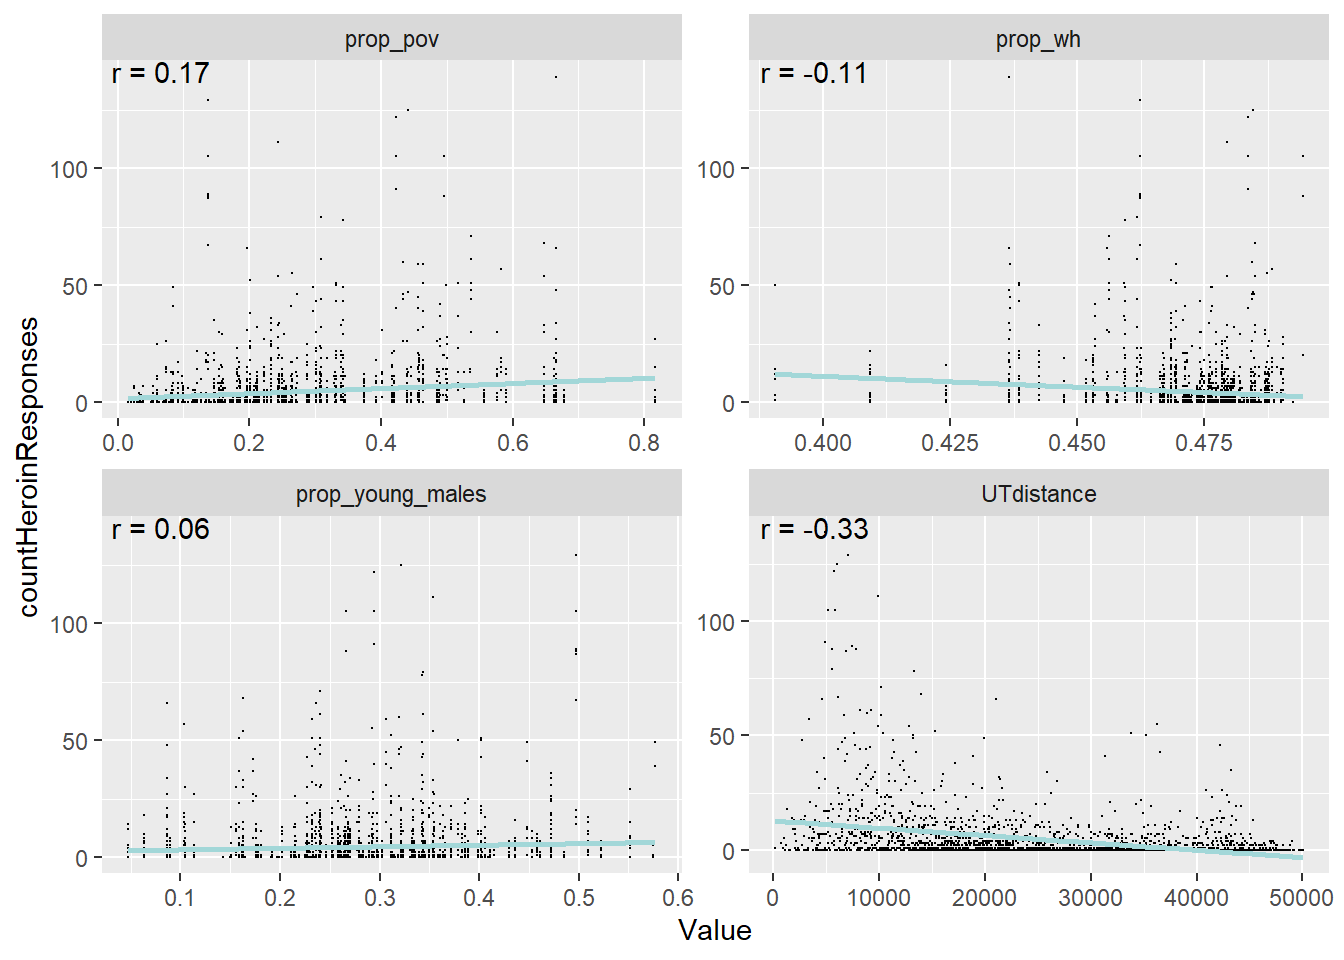 prop_pov
prop_wh
r = 0.17
r = -0.11
100
50
0
100
50
0
0.0 0.2 0.4 0.6 0.8
0.400 0.425 0.450 0.475
prop_young_males
UTdistance
r = 0.06
r = -0.33
100
50
0
100
50
0
0.1 0.2 0.3 0.4 0.5 0.6
0 10000 20000 30000 40000 50000
countHeroinResponses
Value